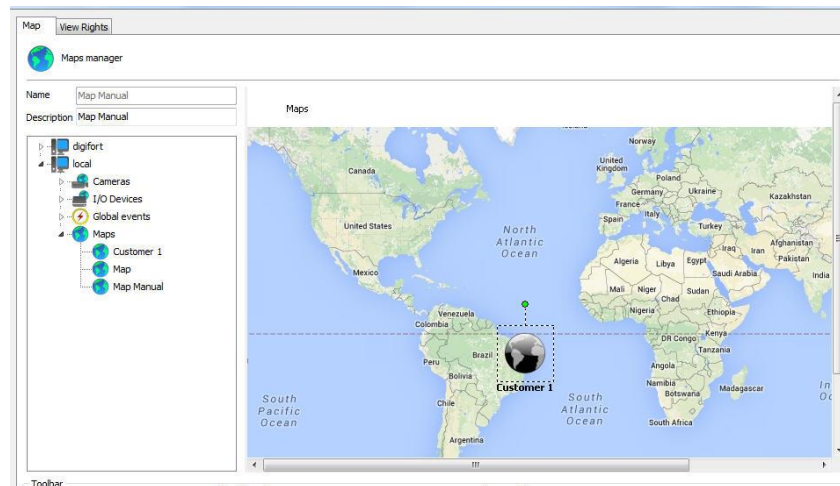 Map
View Rights
Maps manager
Name
Map Manual
Description
Map Manual
digifort
local
Cameras
I/O Devices
Global events
Maps
Customer 1
Map
Map Manual
Maps
Norway
Canada
United
Kingdom
Poland
Germany
Ukraine
France
Kazakhstan
Italy
Spain
United States
North
Atlantic
Ocean
Turkey
Iraq
Iran
Afghanistan
Pakistan
Algeria
Libya
Egypt
Saudi Arabia
India
Mexico
Mali
Niger
Chad
Sudan
Nigeria
Ethiopia
Venezuela
Colombia
Kenya
DR Congo
Tanzania
Peru
Brazil
Angola
Bolivia
Customer 1
Namibia
Botswana
Madagascar
South
Pacific
Ocean
Chile
South
Atlantic
Ocean
South Africa
Argentina
Toolbar